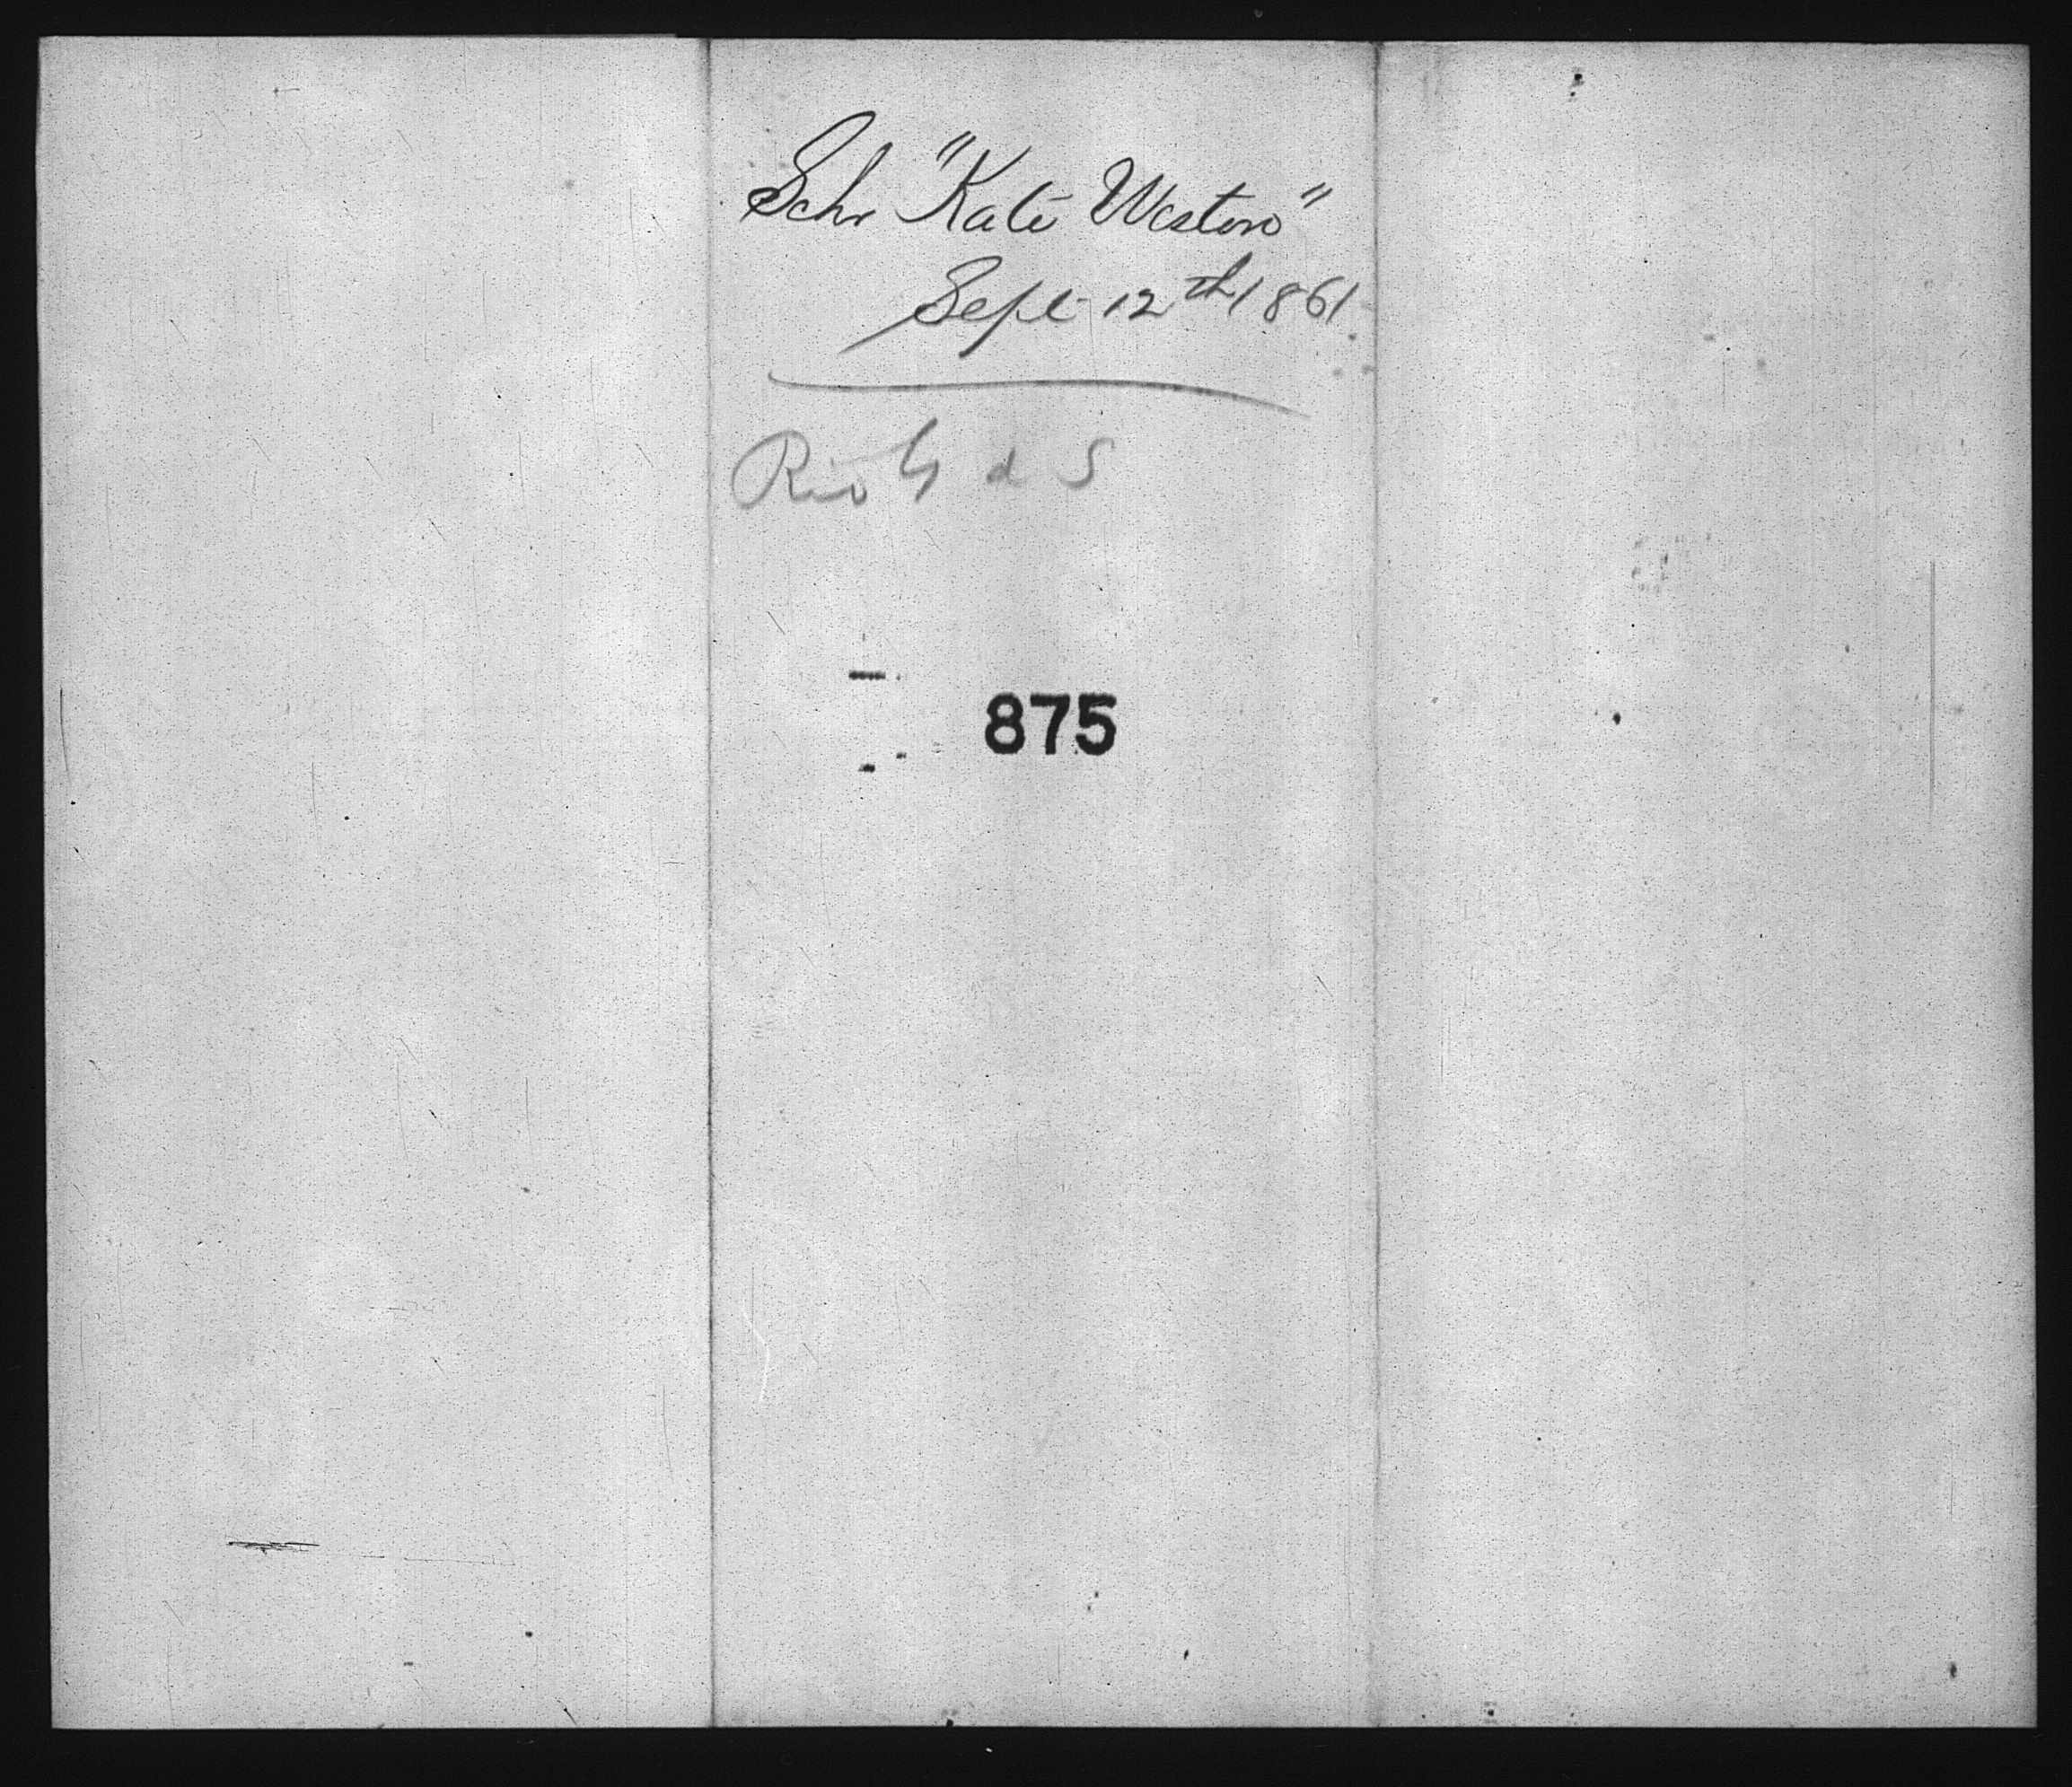 Schr "Kate Weston"
Sept 12th 1861.
Rio G d S
875